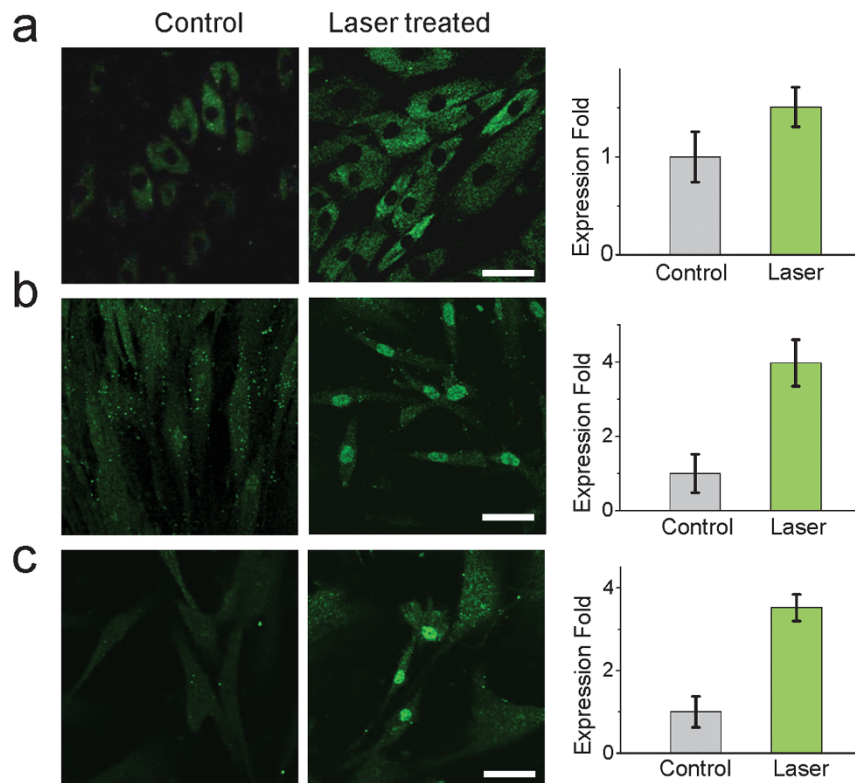 Control Laser treated
a
Expression Fold
1
0
Control Laser
b
Expression Fold
4
2
0
Control Laser
c
Expression Fold
4
2
0
Control Laser